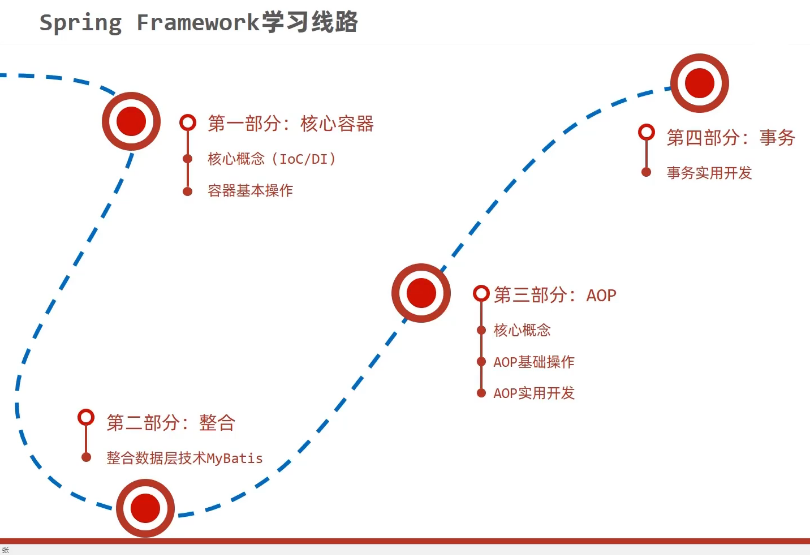 Spring Framework学习线路
第一部分：核心容器
核心概念（IoC/DI）
容器基本操作
第二部分：整合
整合数据层技术MyBatis
第三部分：AOP
核心概念
AOP基础操作
AOP实用开发
第四部分：事务
事务实用开发